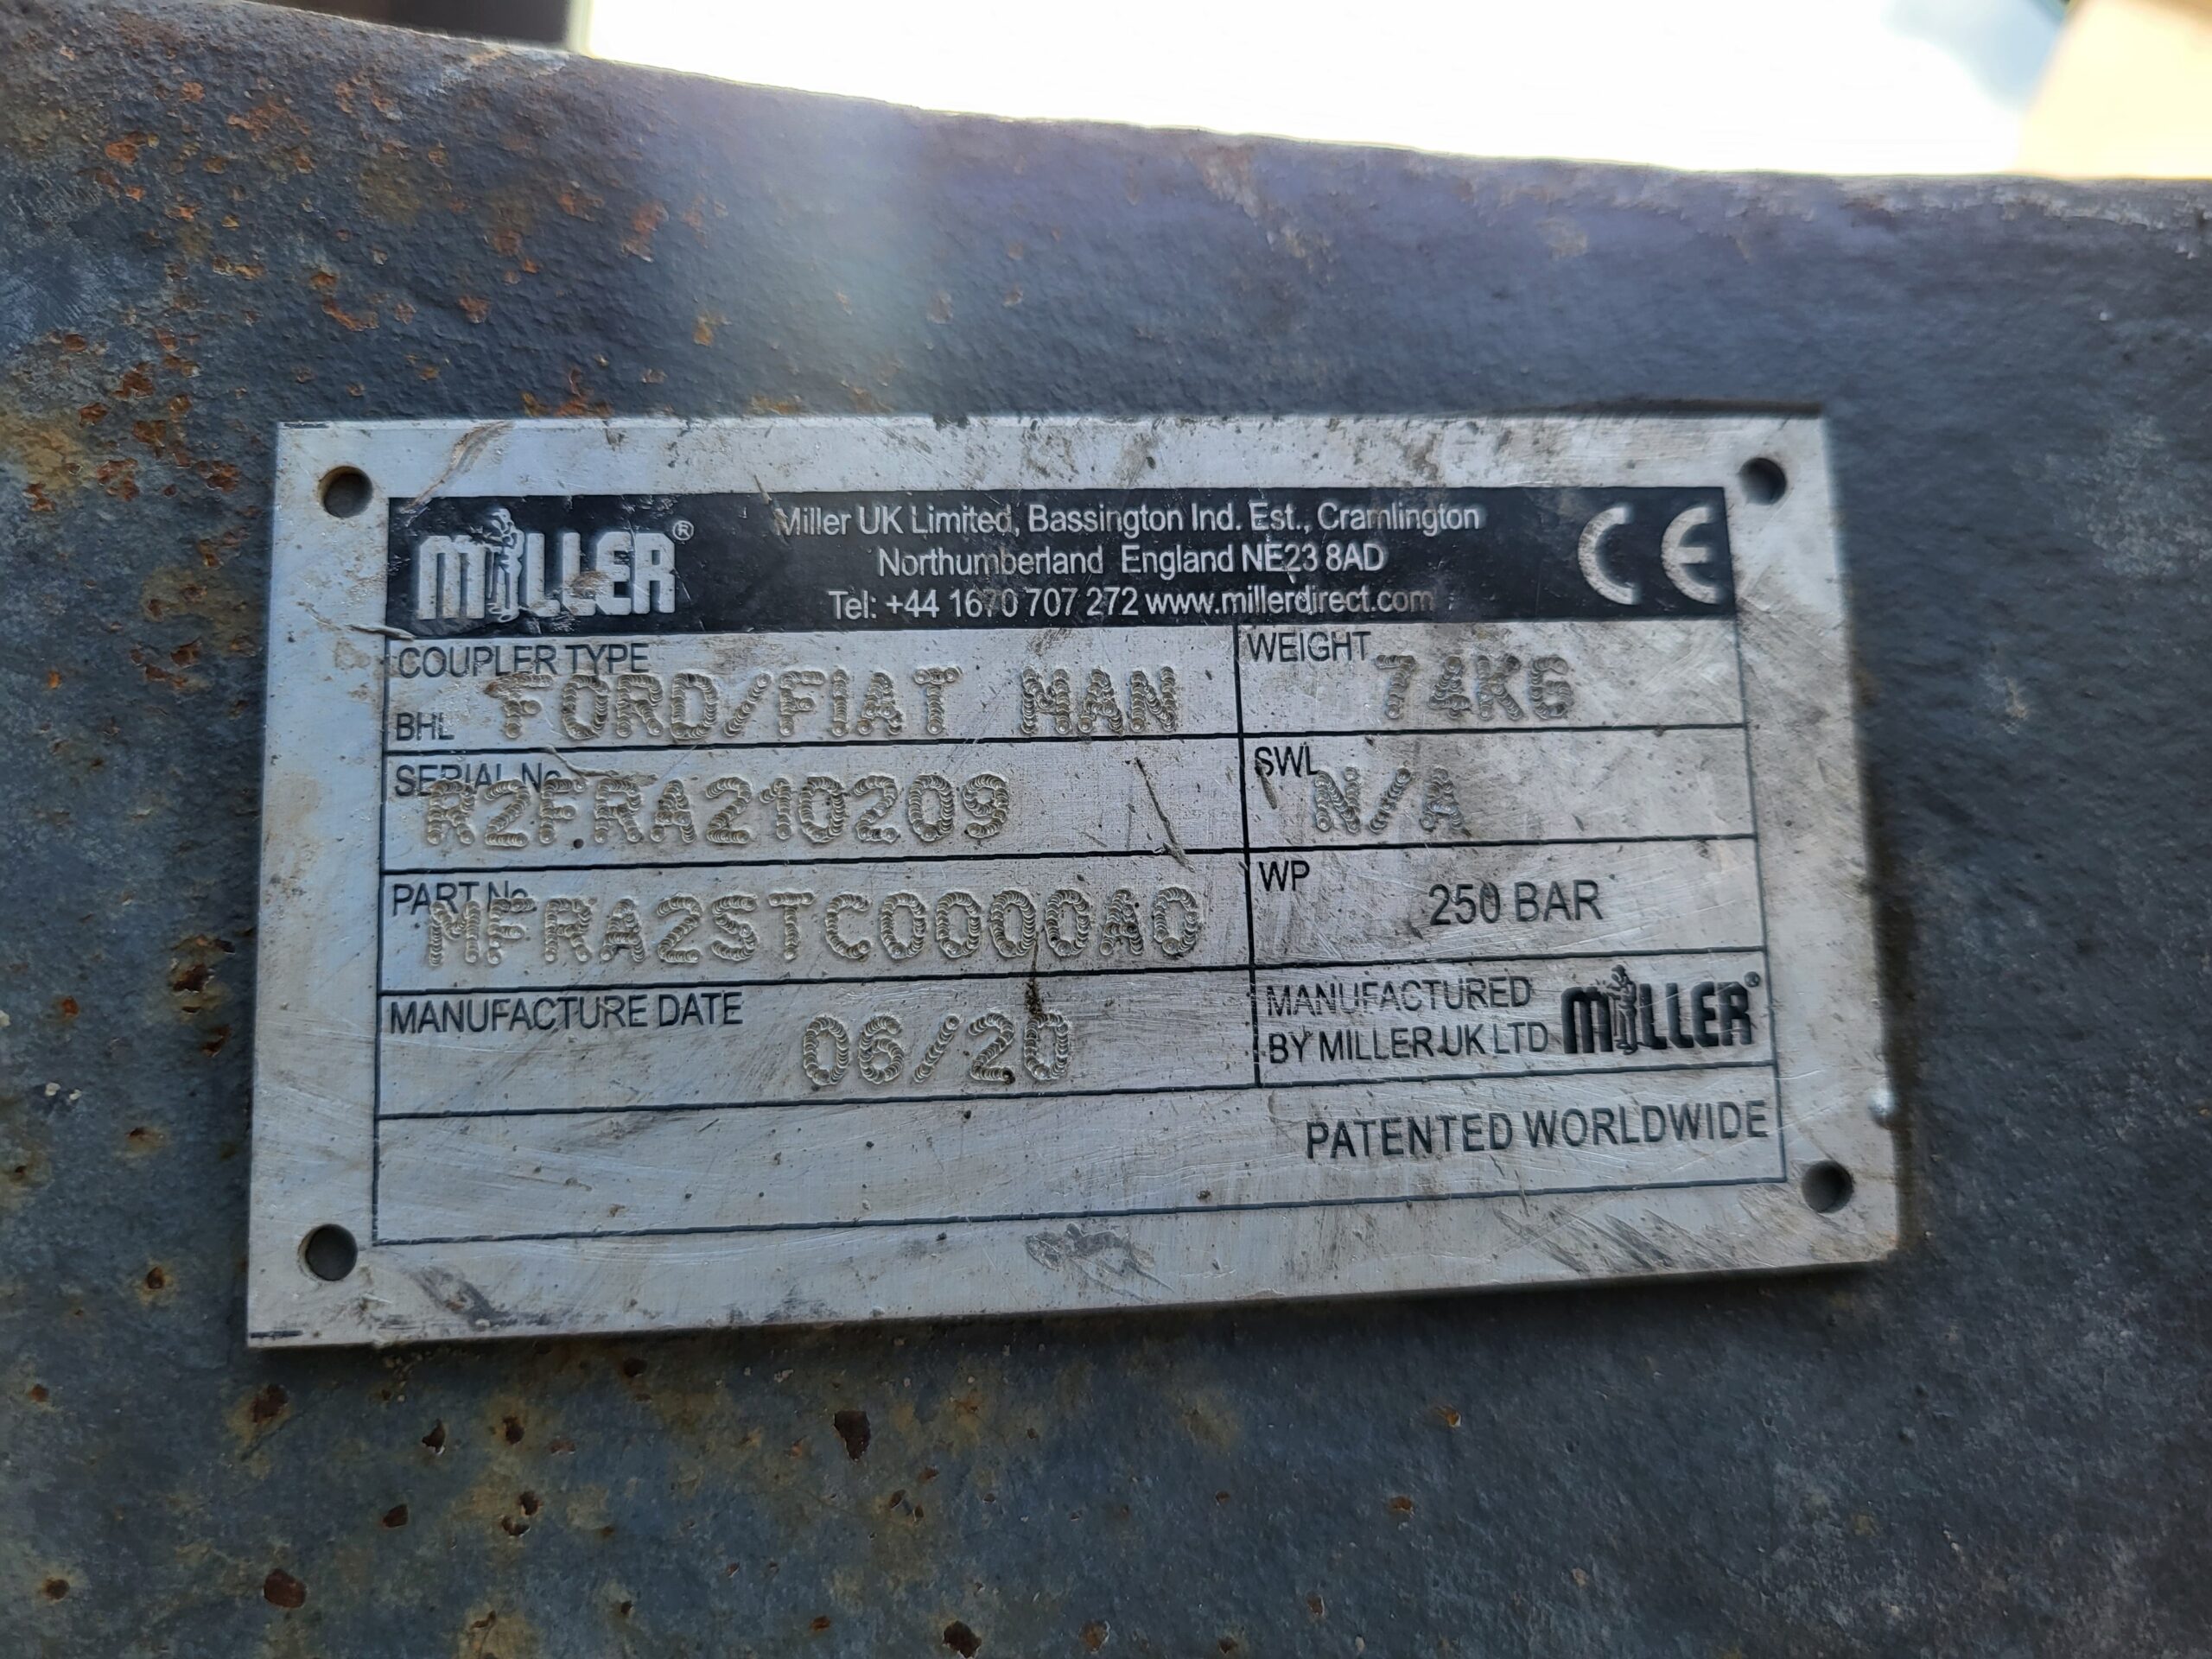 MILLER®
Miller UK Limited, Bassington Ind. Est., Cramlington
Northumberland England NE23 8AD
Tel: +44 1670 707 272 www.millerdirect.com
CE
COUPLER TYPE
BHL FORD/FIAT MAN
WEIGHT 74KG
SERIAL No
R2FRA210209
SWL N/A
PART No
MFRA2STC0000A0
WP 250 BAR
MANUFACTURE DATE
06/20
MANUFACTURED
BY MILLER UK LTD
MILLER®
PATENTED WORLDWIDE